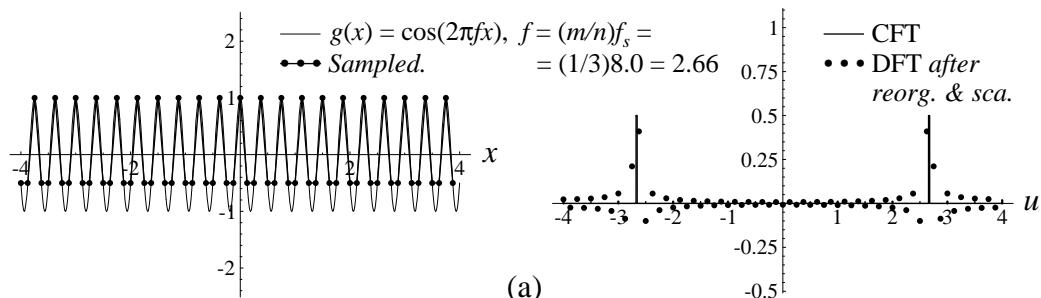 2
1
-1
-2
-4
-2
2
4
x
g(x) = cos(2πfx), f = (m/n)fₛ =
Sampled.
= (1/3)8.0 = 2.66
1
0.75
0.5
0.25
-0.25
-0.5
-4
-3
-2
-1
0
1
2
3
4
u
CFT
DFT after
reorg. & sca.
(a)